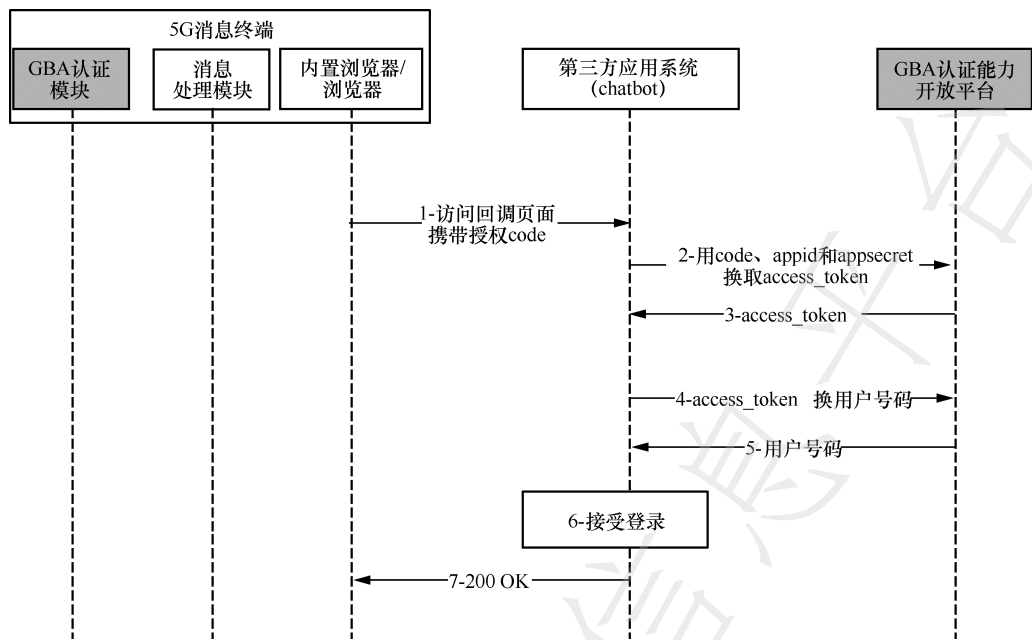 5G消息终端
GBA认证
模块
消息
处理模块
内置浏览器/
浏览器
第三方应用系统
(chatbot)
GBA认证能力
开放平台
1-访问回调页面
携带授权code
2-用code、appid和appsecret
换取access_token
3-access_token
4-access_token 换用户号码
5-用户号码
6-接受登录
7-200 OK
信息平台